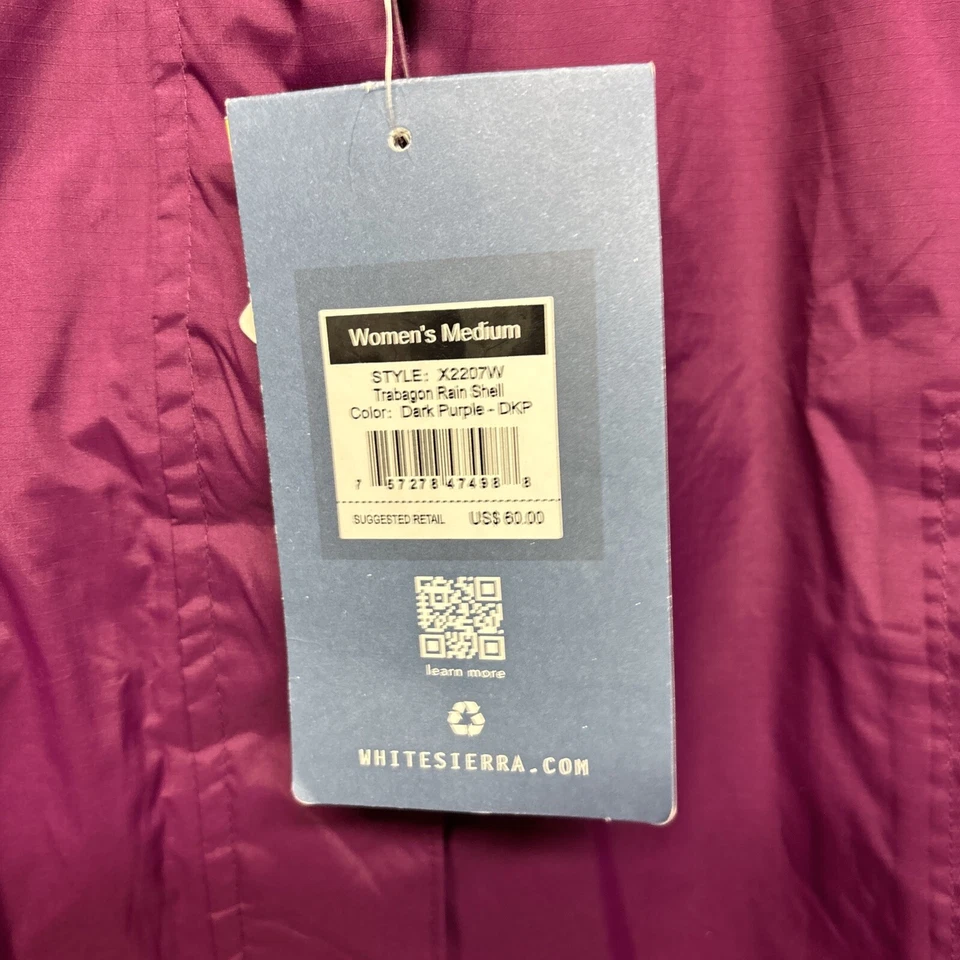 Women's Medium
STYLE: X2207W
Trabagon Rain Shell
Color: Dark Purple - DKP
7 57278 47498 8
SUGGESTED RETAIL US$ 60.00
learn more
WHITESIERRA.COM